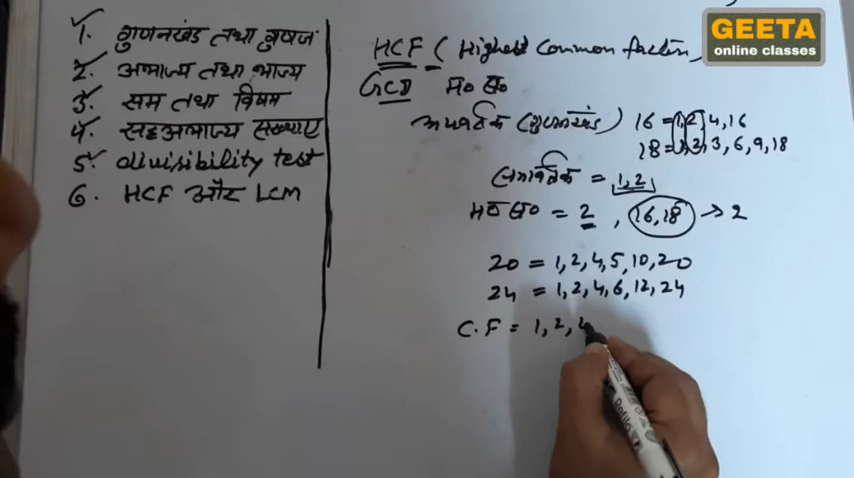 GEETA
online classes
1. गुणनखंड तथा गुणज
2. अभाज्य तथा भाज्य
3. सम तथा विषम
4. सहअभाज्य संख्याए
5. divisibility test
6. HCF और LCM
HCF ( Highest Common factor)
GCD म० स०
अपवर्तक (गुणनखंड) 16 = 1, 2, 4, 16
18 = 1, 2, 3, 6, 9, 18
= 1, 2
म० स० = 2 , 16, 18 → 2
20 = 1, 2, 4, 5, 10, 20
24 = 1, 2, 4, 6, 12, 24
C.F = 1, 2, 4